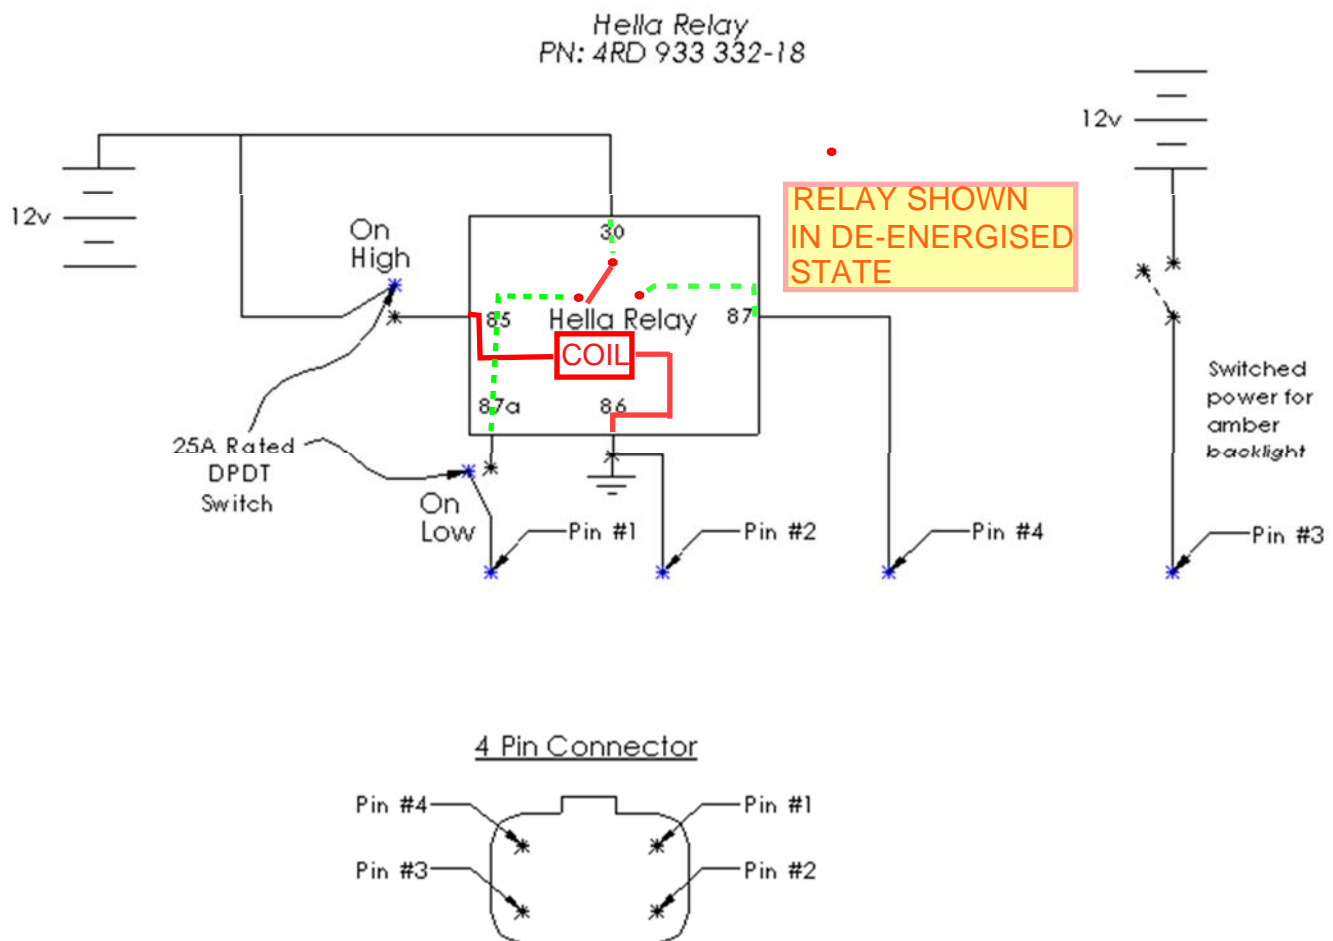 Hella Relay
PN: 4RD 933 332-18
12v
12v
RELAY SHOWN
IN DE-ENERGISED
STATE
On
High
30
85
Hella Relay
87
COIL
87a
86
25A Rated
DPDT
Switch
On
Low
Switched
power for
amber
backlight
Pin #1
Pin #2
Pin #4
Pin #3
4 Pin Connector
Pin #4
Pin #1
Pin #3
Pin #2